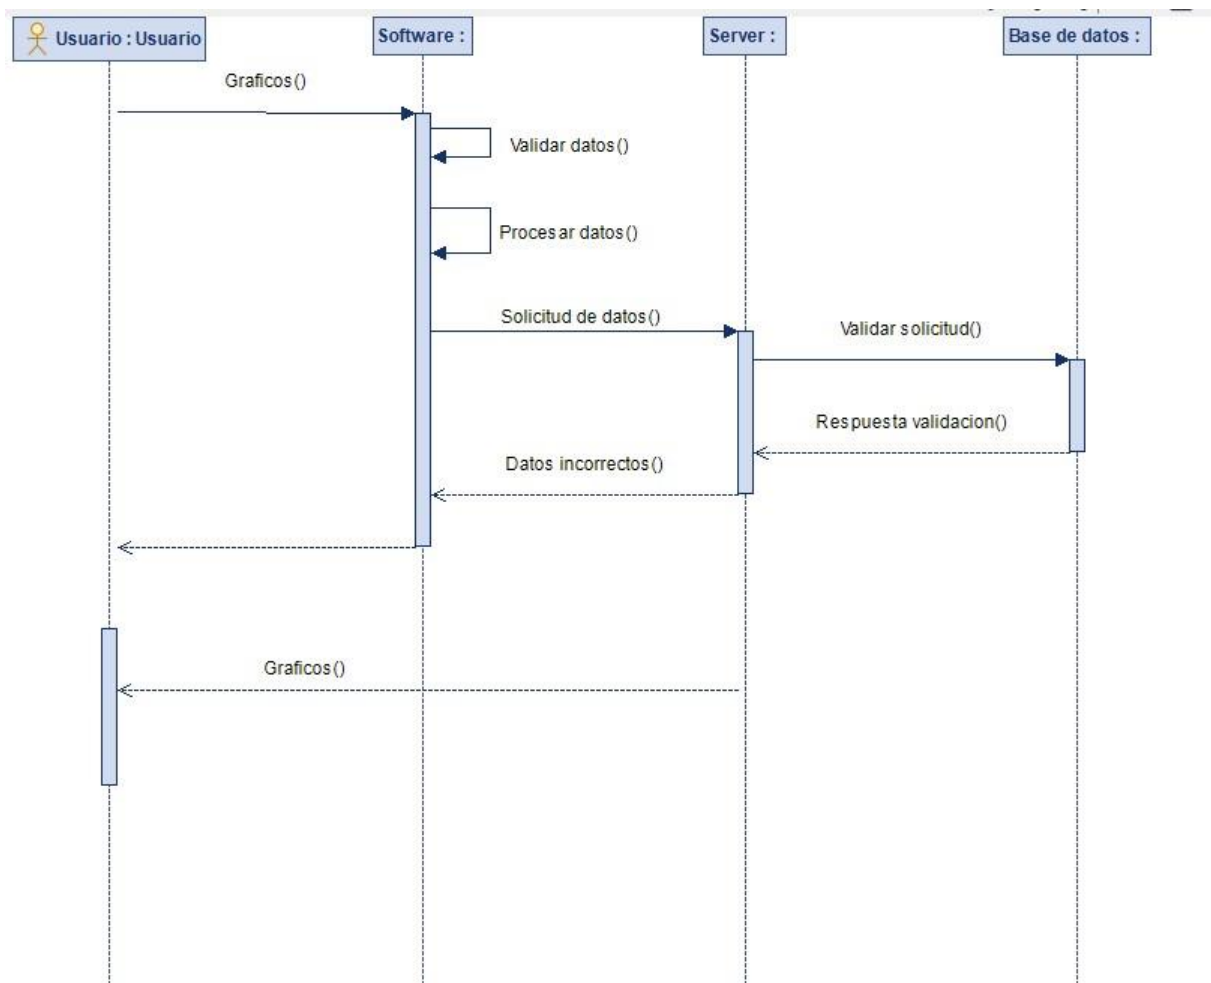 Usuario : Usuario
Software :
Server :
Base de datos :
Graficos()
Validar datos()
Procesar datos()
Solicitud de datos()
Validar solicitud()
Respuesta validacion()
Datos incorrectos()
Graficos()